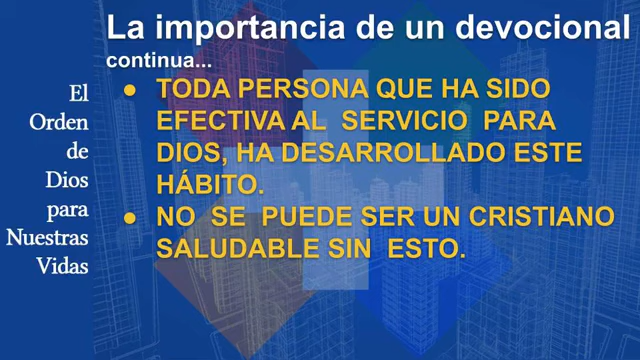 La importancia de un devocional
continua...
El
Orden
de
Dios
para
Nuestras
Vidas
● TODA PERSONA QUE HA SIDO
EFECTIVA AL SERVICIO PARA
DIOS, HA DESARROLLADO ESTE
HÁBITO.
● NO SE PUEDE SER UN CRISTIANO
SALUDABLE SIN ESTO.